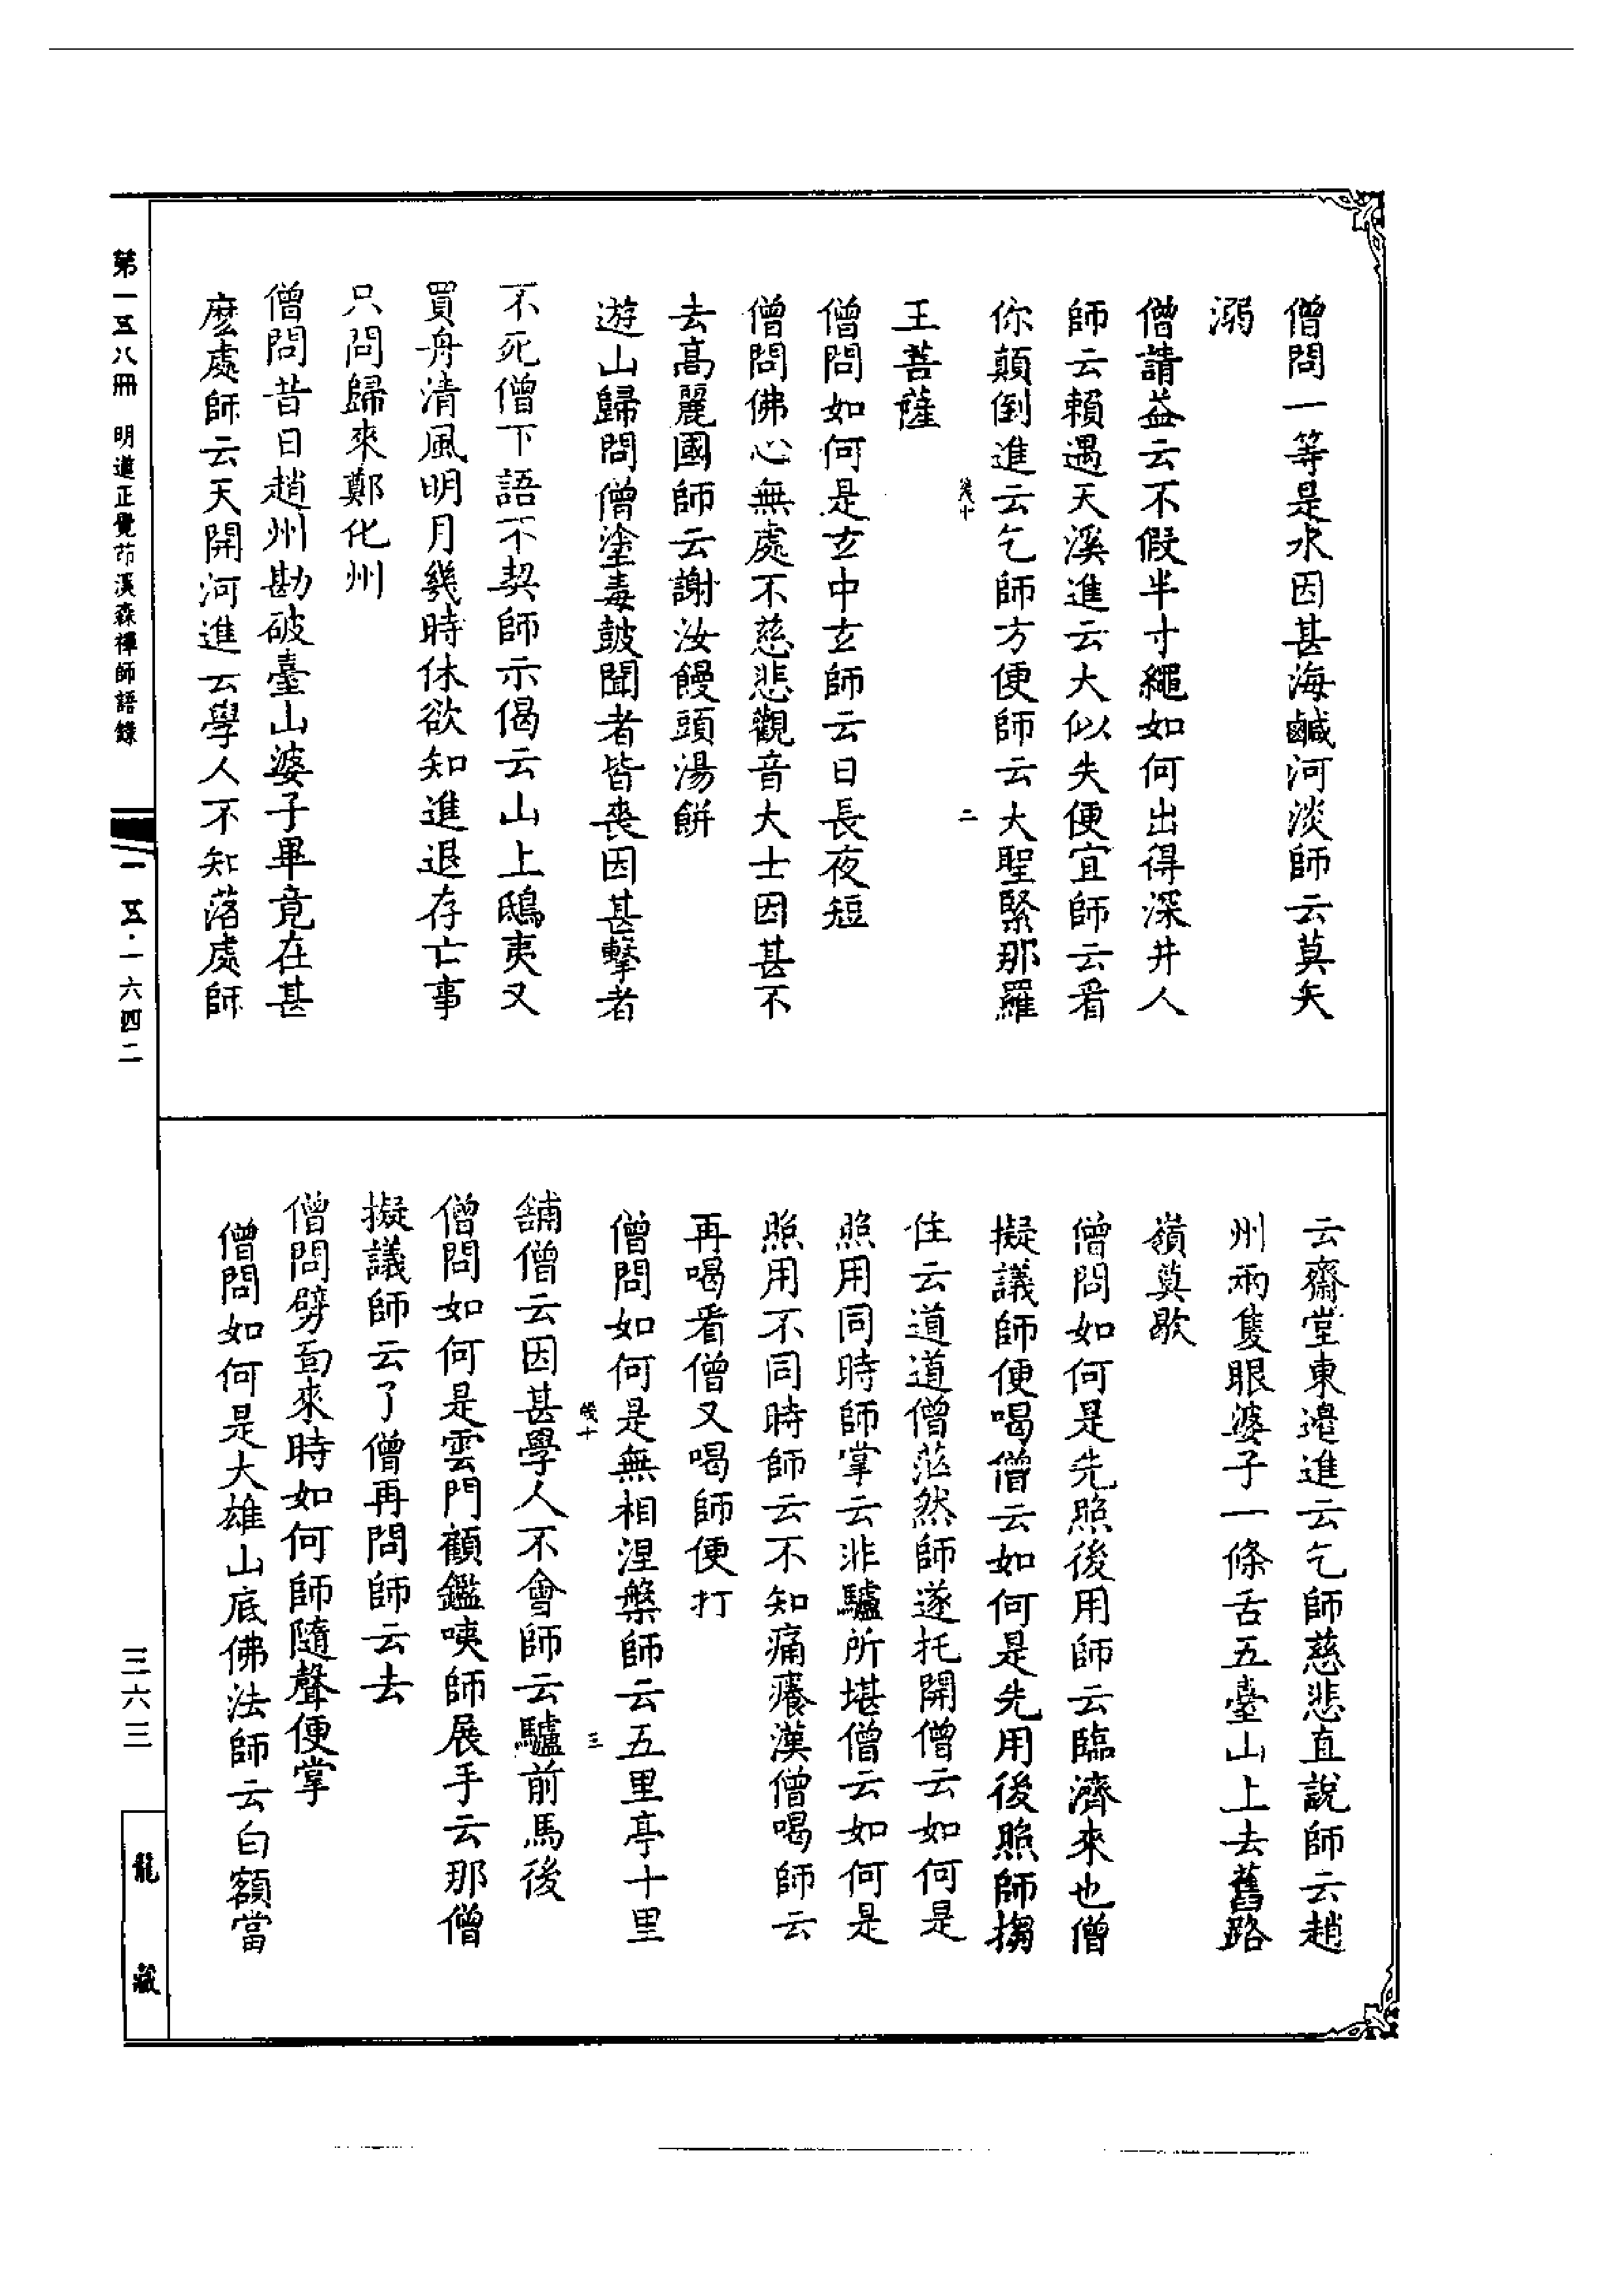 僧問一等是水因甚海鹹河淡師云莫矢
溺
僧請益云不假半寸繩如何出得深井人
師云賴遇天溪進云大似失便宜師云看
你顛倒進云乞師方便師云大聖緊那羅
二
王菩薩
僧問如何是玄中玄師云日長夜短
僧問佛心無處不慈悲觀音大士因甚不
去高麗國師云謝汝饅頭湯餅
遊山歸問僧塗毒鼓聞者皆喪因甚擊者
不死僧下語不契師示偈云山上鴟夷又
買舟清風明月幾時休欲知進退存亡事
只問歸來鄭化州
僧問昔日趙州勘破臺山婆子畢竟在甚
麼處師云天開河進云學人不知落處師
云齋堂東邉進云乞師慈悲直說師云趙
州兩隻眼婆子一條舌五臺山上去舊路
嶺莫歇
僧問如何是先照後用師云臨濟來也僧
擬議師便喝僧云如何是先用後照師搊
住云道道僧茫然師遂托開僧云如何是
照用同時師掌云非驢所堪僧云如何是
照用不同時師云不知痛癢漢僧喝師云
再喝看僧又喝師便打
僧問如何是無相涅槃師云五里亭十里
三
舖僧云因甚學人不會師云驢前馬後
僧問如何是雲門顧鑑咦師展手云那僧
擬議師云了僧再問師云去
僧問劈面來時如何師隨聲便掌
僧問如何是大雄山底佛法師云白額當
第一五八冊 明道正覺茚溪森禪師語錄
一五·一六四二
三六三
龍藏